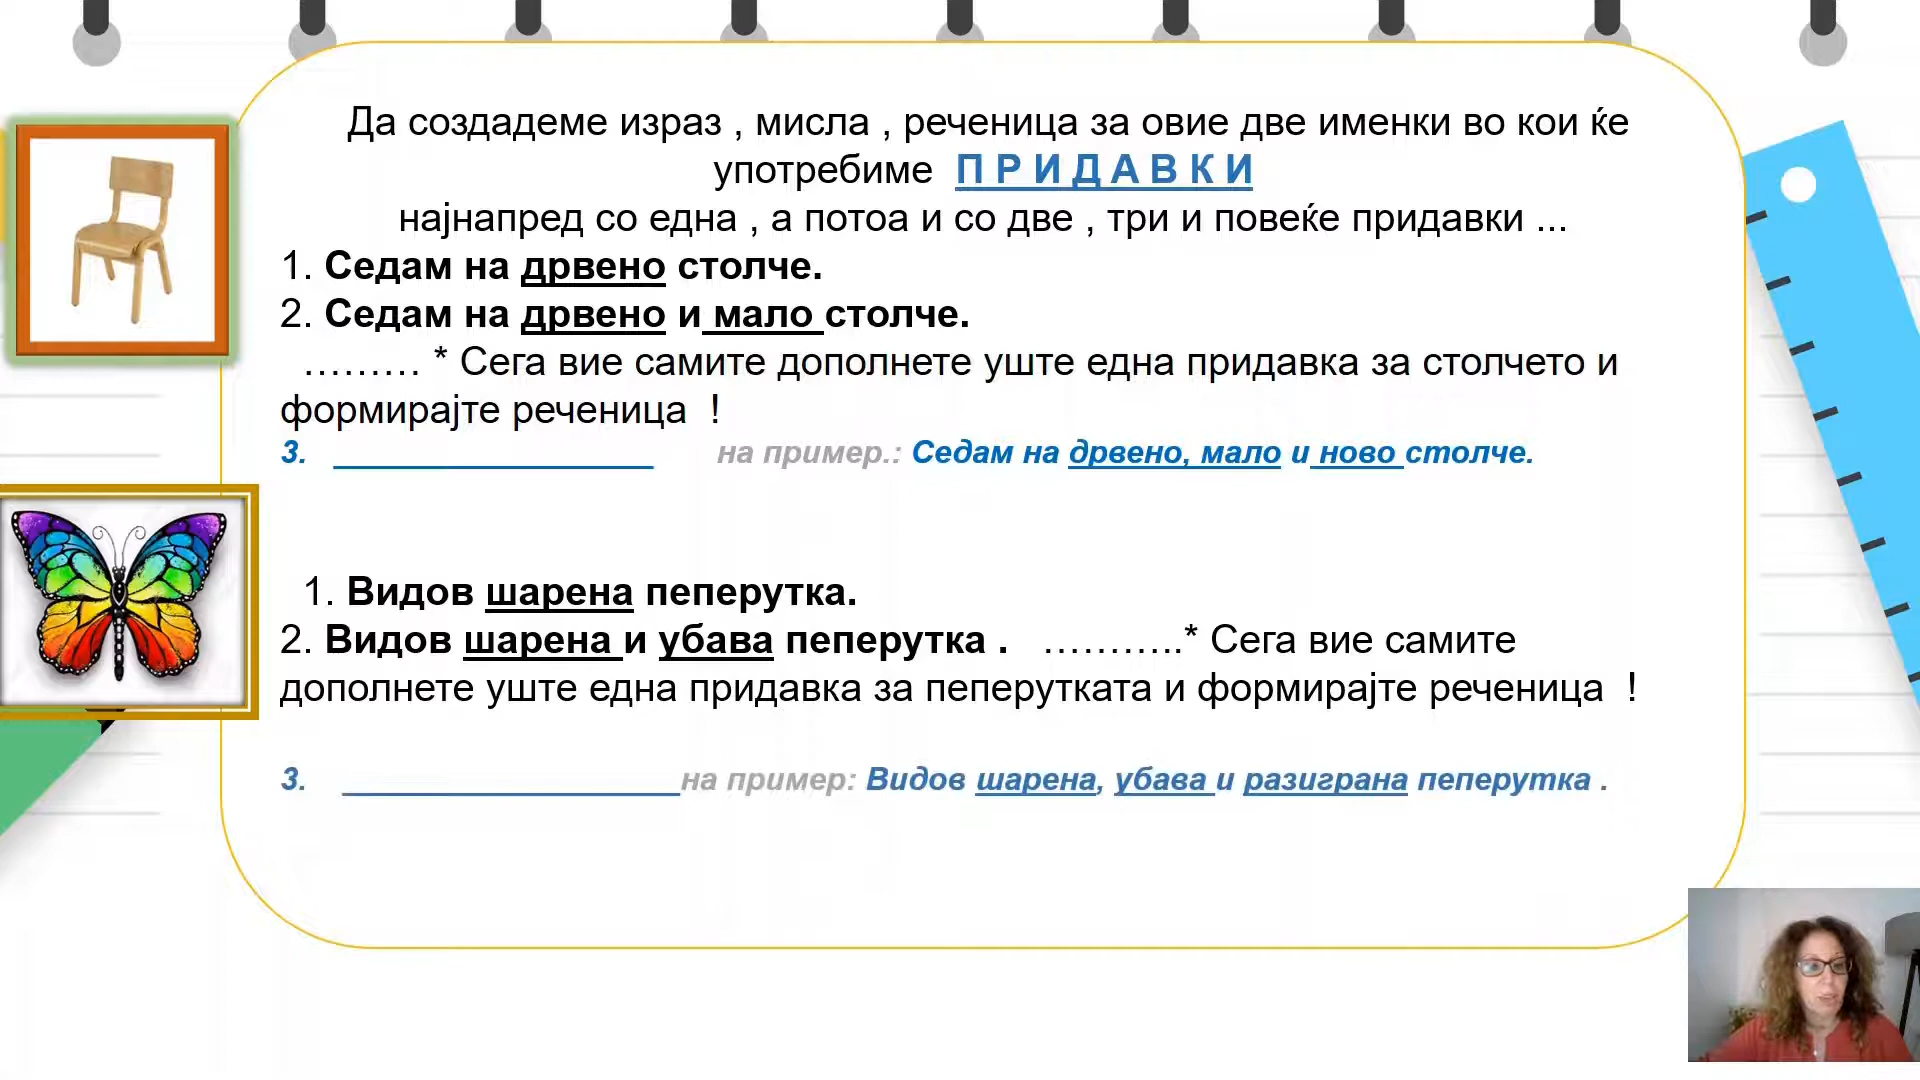 Да создадеме израз , мисла , реченица за овие две именки во кои ќе
употребиме П Р И Д А В К И
најнапред со една , а потоа и со две , три и повеќе придавки ...
1. Седам на дрвено столче.
2. Седам на дрвено и мало столче.
……… * Сега вие самите дополнете уште една придавка за столчето и
формирајте реченица !
3. __________________ на пример.: Седам на дрвено, мало и ново столче.
1. Видов шарена пеперутка.
2. Видов шарена и убава пеперутка . ………..* Сега вие самите
дополнете уште една придавка за пеперутката и формирајте реченица !
3. ___________________на пример: Видов шарена, убава и разиграна пеперутка .